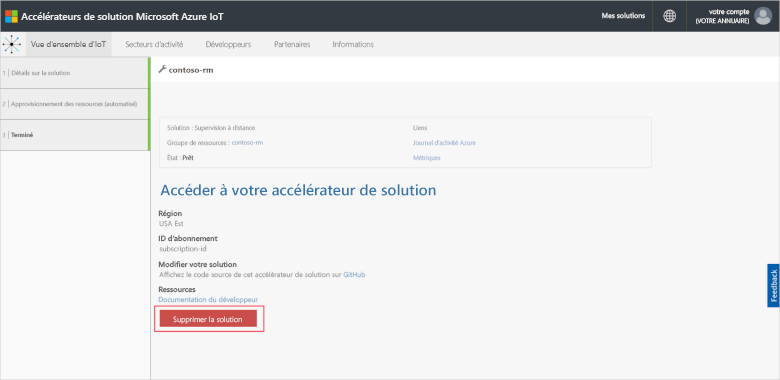 Accélérateurs de solution Microsoft Azure IoT
Mes solutions
votre compte
(VOTRE ANNUAIRE)
Vue d'ensemble d'IoT Secteurs d'activité Développeurs Partenaires Informations
1 Détails sur la solution
2 Approvisionnement des ressources (automatisé)
3 Terminé
contoso-rm
Solution : Supervision à distance
Liens
Groupe de ressources : contoso-rm
Journal d'activité Azure
État : Prêt
Métriques
Accéder à votre accélérateur de solution
Région
USA Est
ID d'abonnement
subscription-id
Modifier votre solution
Affichez le code source de cet accélérateur de solution sur GitHub
Ressources
Documentation du développeur
Supprimer la solution
Feedback